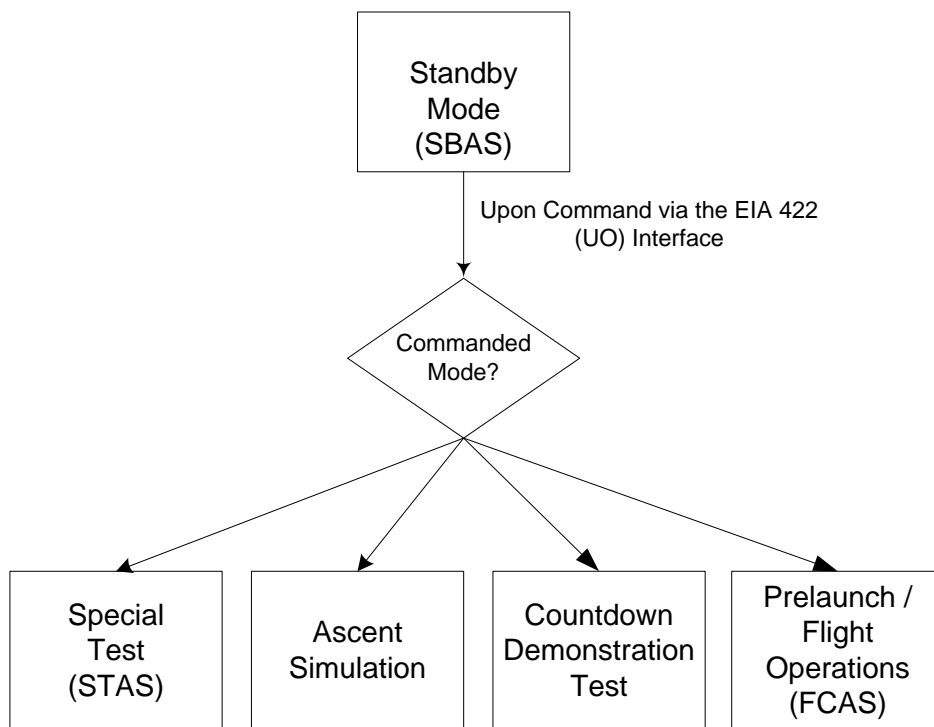 Standby
Mode
(SBAS)
Upon Command via the EIA 422
(UO) Interface
Commanded
Mode?
Special
Test
(STAS)
Ascent
Simulation
Countdown
Demonstration
Test
Prelaunch /
Flight
Operations
(FCAS)